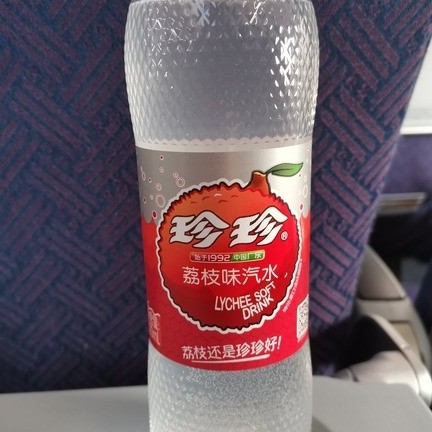 珍珍®
始于1992 中国广东
荔枝味汽水
LYCHEE SOFT
DRINK
荔枝还是珍珍好!